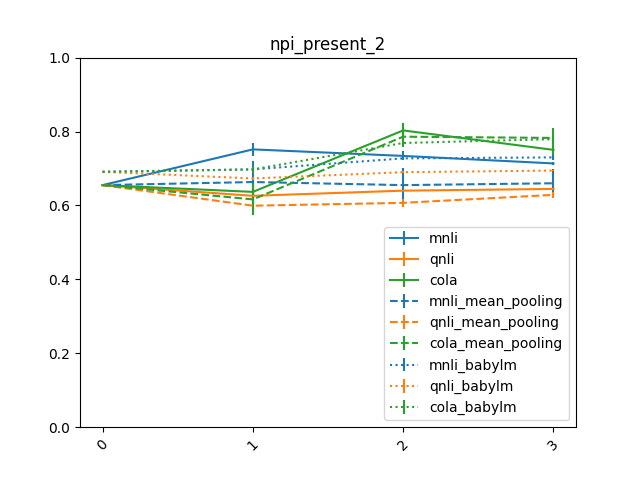 npi_present_2
1.0
0.8
0.6
0.4
0.2
0.0
0
1
2
3
mnli
qnli
cola
mnli_mean_pooling
qnli_mean_pooling
cola_mean_pooling
mnli_babylm
qnli_babylm
cola_babylm